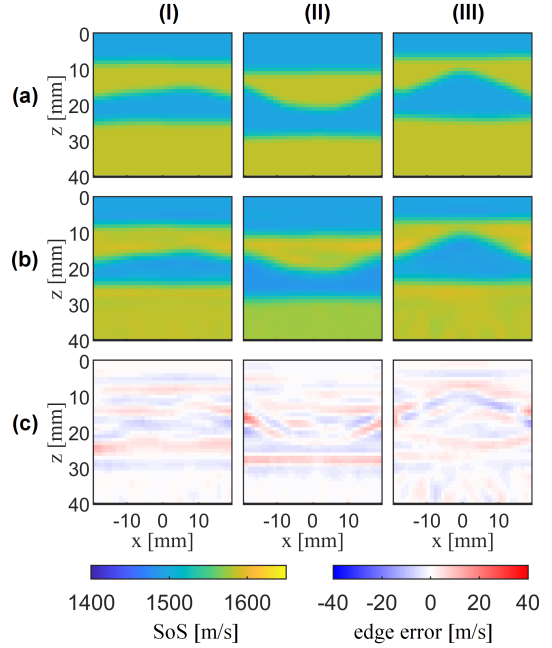 (I) (II) (III)
0
10
(a)
z [mm]
20
30
40
0
10
(b)
z [mm]
20
30
40
0
10
(c)
z [mm]
20
30
40
-10 0 10 -10 0 10 -10 0 10
x [mm] x [mm] x [mm]
1400 1500 1600 -40 -20 0 20 40
SoS [m/s] edge error [m/s]